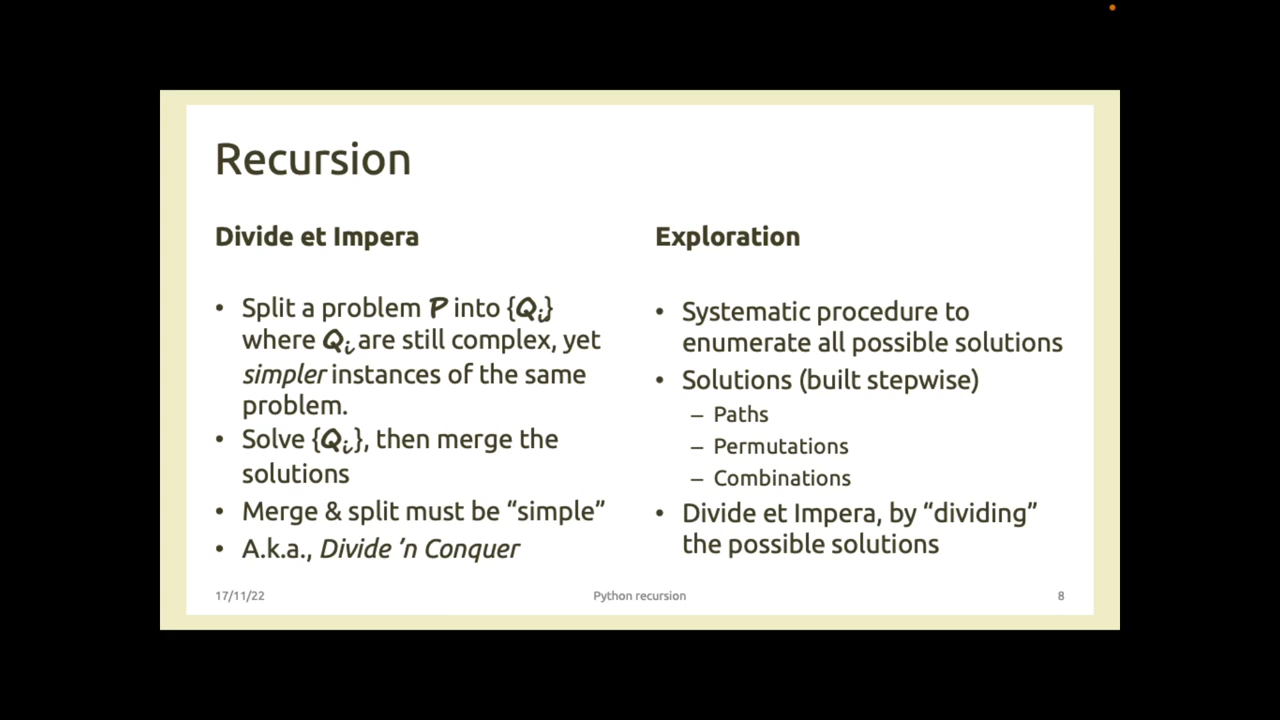 Recursion
Divide et Impera
• Split a problem P into {Qi}
where Qi are still complex, yet
simpler instances of the same
problem.
• Solve {Qi}, then merge the
solutions
• Merge & split must be “simple”
• A.k.a., Divide ’n Conquer
Exploration
• Systematic procedure to
enumerate all possible solutions
• Solutions (built stepwise)
– Paths
– Permutations
– Combinations
• Divide et Impera, by “dividing”
the possible solutions
17/11/22
Python recursion
8